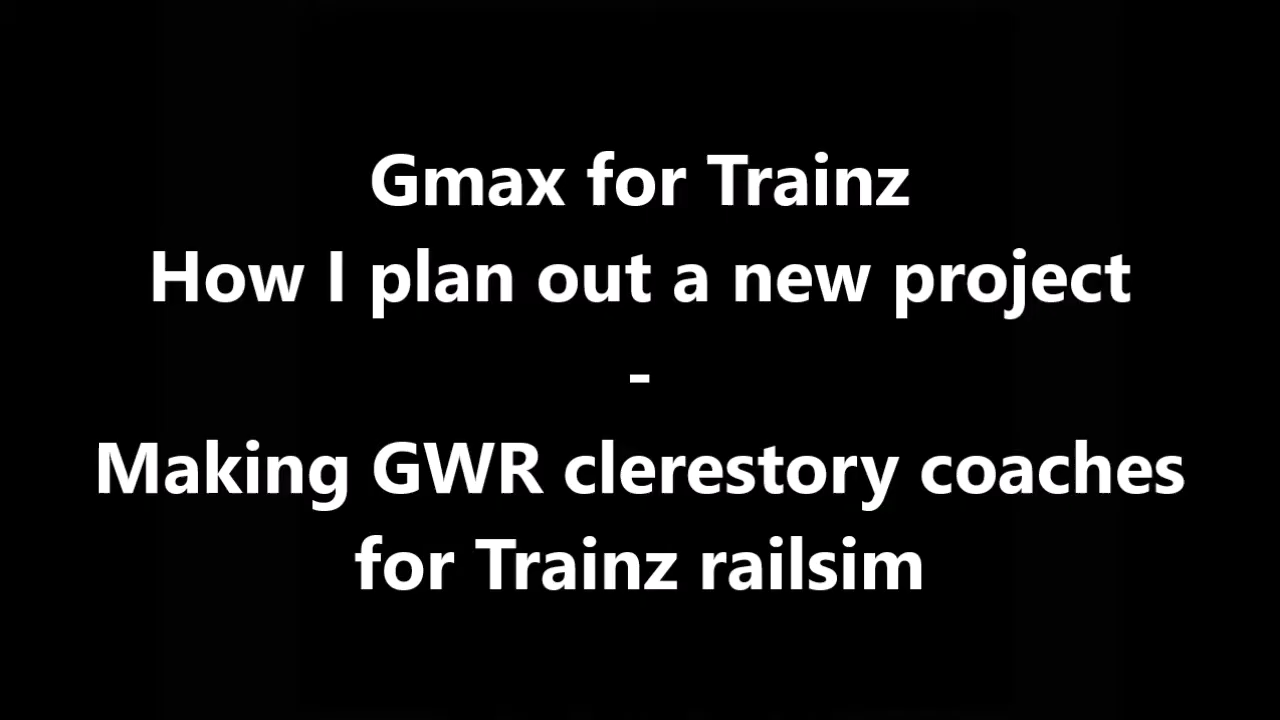 Gmax for Trainz
How I plan out a new project
-
Making GWR clerestory coaches
for Trainz railsim